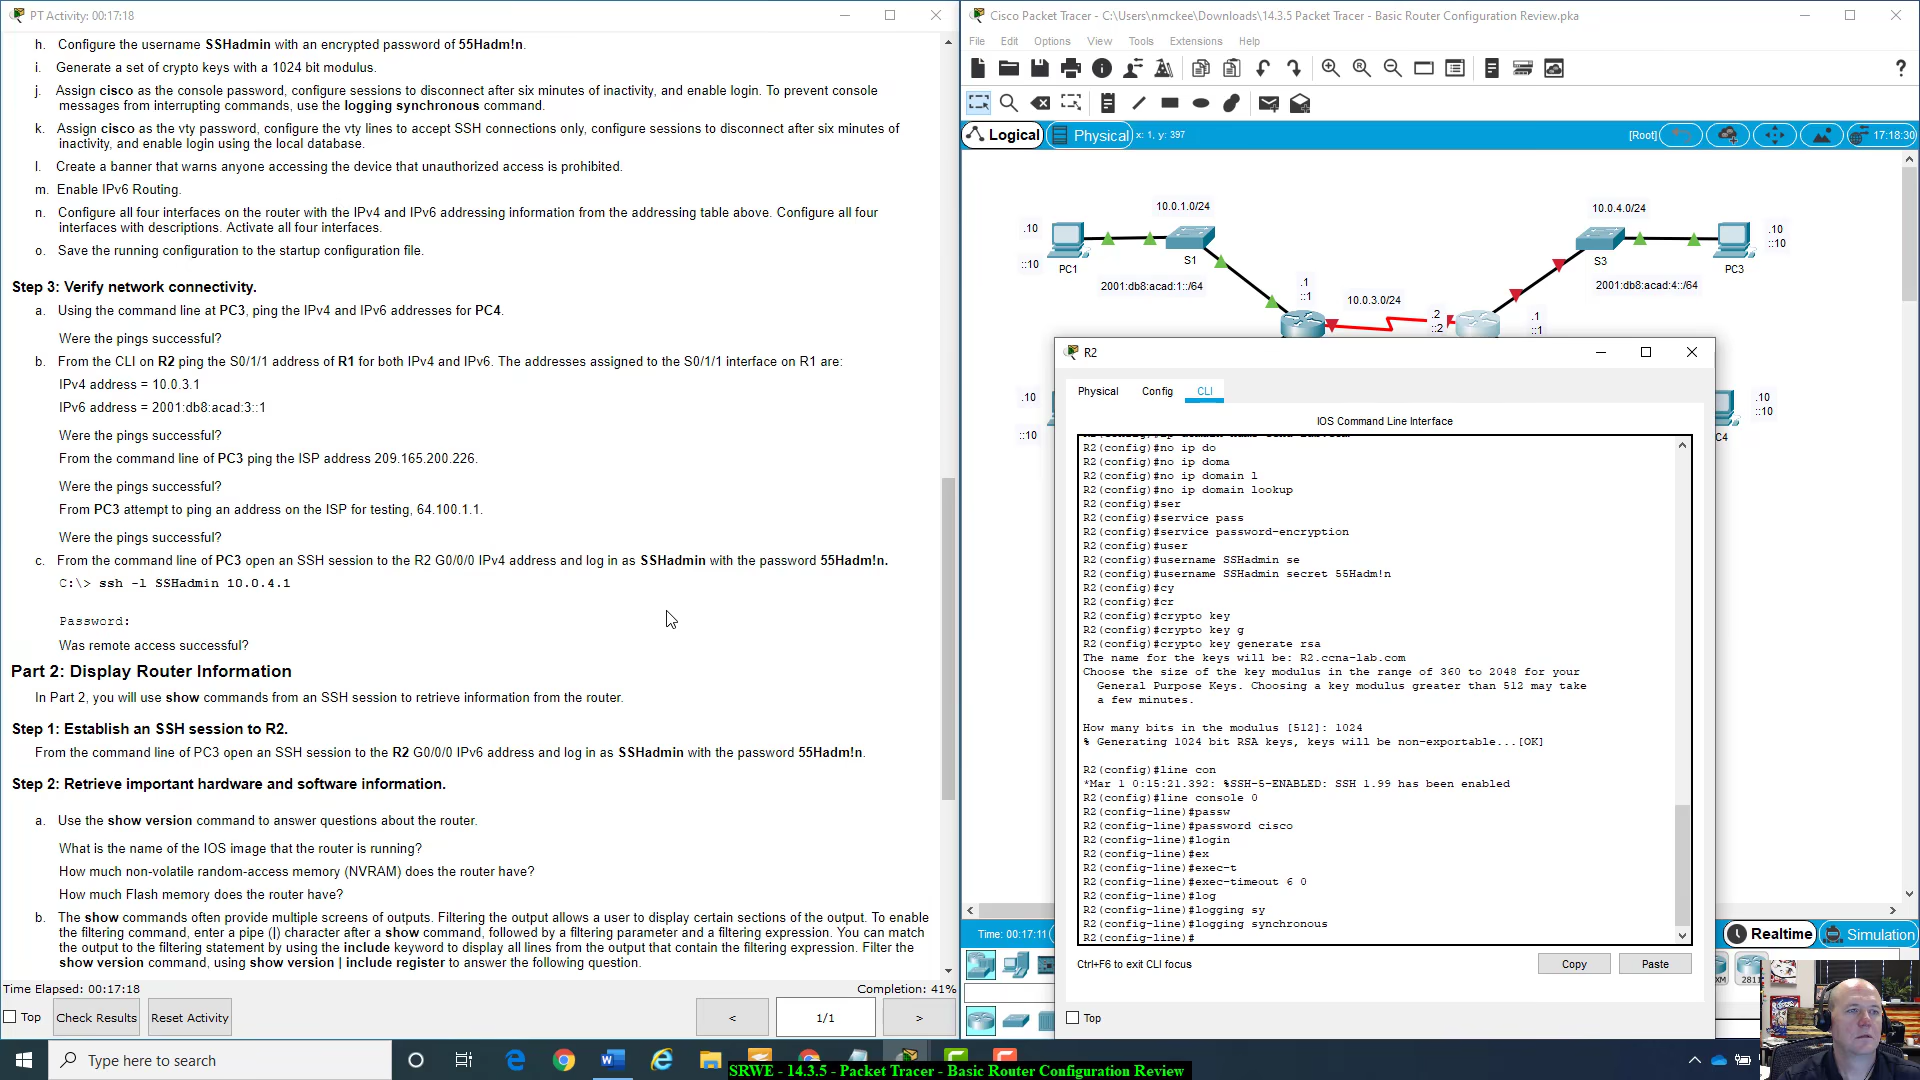 PT Activity: 00:17:18
h. Configure the username SSHadmin with an encrypted password of 55Hadm!n.
i. Generate a set of crypto keys with a 1024 bit modulus.
j. Assign cisco as the console password, configure sessions to disconnect after six minutes of inactivity, and enable login. To prevent console
messages from interrupting commands, use the logging synchronous command.
k. Assign cisco as the vty password, configure the vty lines to accept SSH connections only, configure sessions to disconnect after six minutes of
inactivity, and enable login using the local database.
l. Create a banner that warns anyone accessing the device that unauthorized access is prohibited.
m. Enable IPv6 Routing.
n. Configure all four interfaces on the router with the IPv4 and IPv6 addressing information from the addressing table above. Configure all four
interfaces with descriptions. Activate all four interfaces.
o. Save the running configuration to the startup configuration file.
Step 3: Verify network connectivity.
a. Using the command line at PC3, ping the IPv4 and IPv6 addresses for PC4.
Were the pings successful?
b. From the CLI on R2 ping the S0/1/1 address of R1 for both IPv4 and IPv6. The addresses assigned to the S0/1/1 interface on R1 are:
IPv4 address = 10.0.3.1
IPv6 address = 2001:db8:acad:3::1
Were the pings successful?
From the command line of PC3 ping the ISP address 209.165.200.226.
Were the pings successful?
From PC3 attempt to ping an address on the ISP for testing, 64.100.1.1.
Were the pings successful?
c. From the command line of PC3 open an SSH session to the R2 G0/0/0 IPv4 address and log in as SSHadmin with the password 55Hadm!n.
C:\> ssh -l SSHadmin 10.0.4.1
Password:
Was remote access successful?
Part 2: Display Router Information
In Part 2, you will use show commands from an SSH session to retrieve information from the router.
Step 1: Establish an SSH session to R2.
From the command line of PC3 open an SSH session to the R2 G0/0/0 IPv6 address and log in as SSHadmin with the password 55Hadm!n.
Step 2: Retrieve important hardware and software information.
a. Use the show version command to answer questions about the router.
What is the name of the IOS image that the router is running?
How much non-volatile random-access memory (NVRAM) does the router have?
How much Flash memory does the router have?
b. The show commands often provide multiple screens of outputs. Filtering the output allows a user to display certain sections of the output. To enable
the filtering command, enter a pipe (|) character after a show command, followed by a filtering parameter and a filtering expression. You can match
the output to the filtering statement by using the include keyword to display all lines from the output that contain the filtering expression. Filter the
show version command, using show version | include register to answer the following question.
Time Elapsed: 00:17:18
Completion: 41%
Top
Check Results
Reset Activity
<
1/1
>
Cisco Packet Tracer - C:\Users\nmckee\Downloads\14.3.5 Packet Tracer - Basic Router Configuration Review.pka
File Edit Options View Tools Extensions Help
?
Logical
Physical
x: 1, y: 397
[Root]
17:18:30
10.0.1.0/24
10.0.4.0/24
.10
::10
PC1
S1
2001:db8:acad:1::/64
.1
::1
10.0.3.0/24
.2
::2
.1
::1
S3
2001:db8:acad:4::/64
.10
::10
PC3
.10
::10
.10
::10
C4
R2
Physical
Config
CLI
IOS Command Line Interface
R2(config)#no ip do
R2(config)#no ip doma
R2(config)#no ip domain l
R2(config)#no ip domain lookup
R2(config)#ser
R2(config)#service pass
R2(config)#service password-encryption
R2(config)#user
R2(config)#username SSHadmin se
R2(config)#username SSHadmin secret 55Hadm!n
R2(config)#cy
R2(config)#cr
R2(config)#crypto key
R2(config)#crypto key g
R2(config)#crypto key generate rsa
The name for the keys will be: R2.ccna-lab.com
Choose the size of the key modulus in the range of 360 to 2048 for your
General Purpose Keys. Choosing a key modulus greater than 512 may take
a few minutes.
How many bits in the modulus [512]: 1024
% Generating 1024 bit RSA keys, keys will be non-exportable...[OK]
R2(config)#line con
*Mar 1 0:15:21.392: %SSH-5-ENABLED: SSH 1.99 has been enabled
R2(config)#line console 0
R2(config-line)#passw
R2(config-line)#password cisco
R2(config-line)#login
R2(config-line)#ex
R2(config-line)#exec-t
R2(config-line)#exec-timeout 6 0
R2(config-line)#log
R2(config-line)#logging sy
R2(config-line)#logging synchronous
R2(config-line)#
Ctrl+F6 to exit CLI focus
Copy
Paste
Top
Time: 00:17:11
Realtime
Simulation
XM
2811
Type here to search
SRWE - 14.3.5 - Packet Tracer - Basic Router Configuration Review